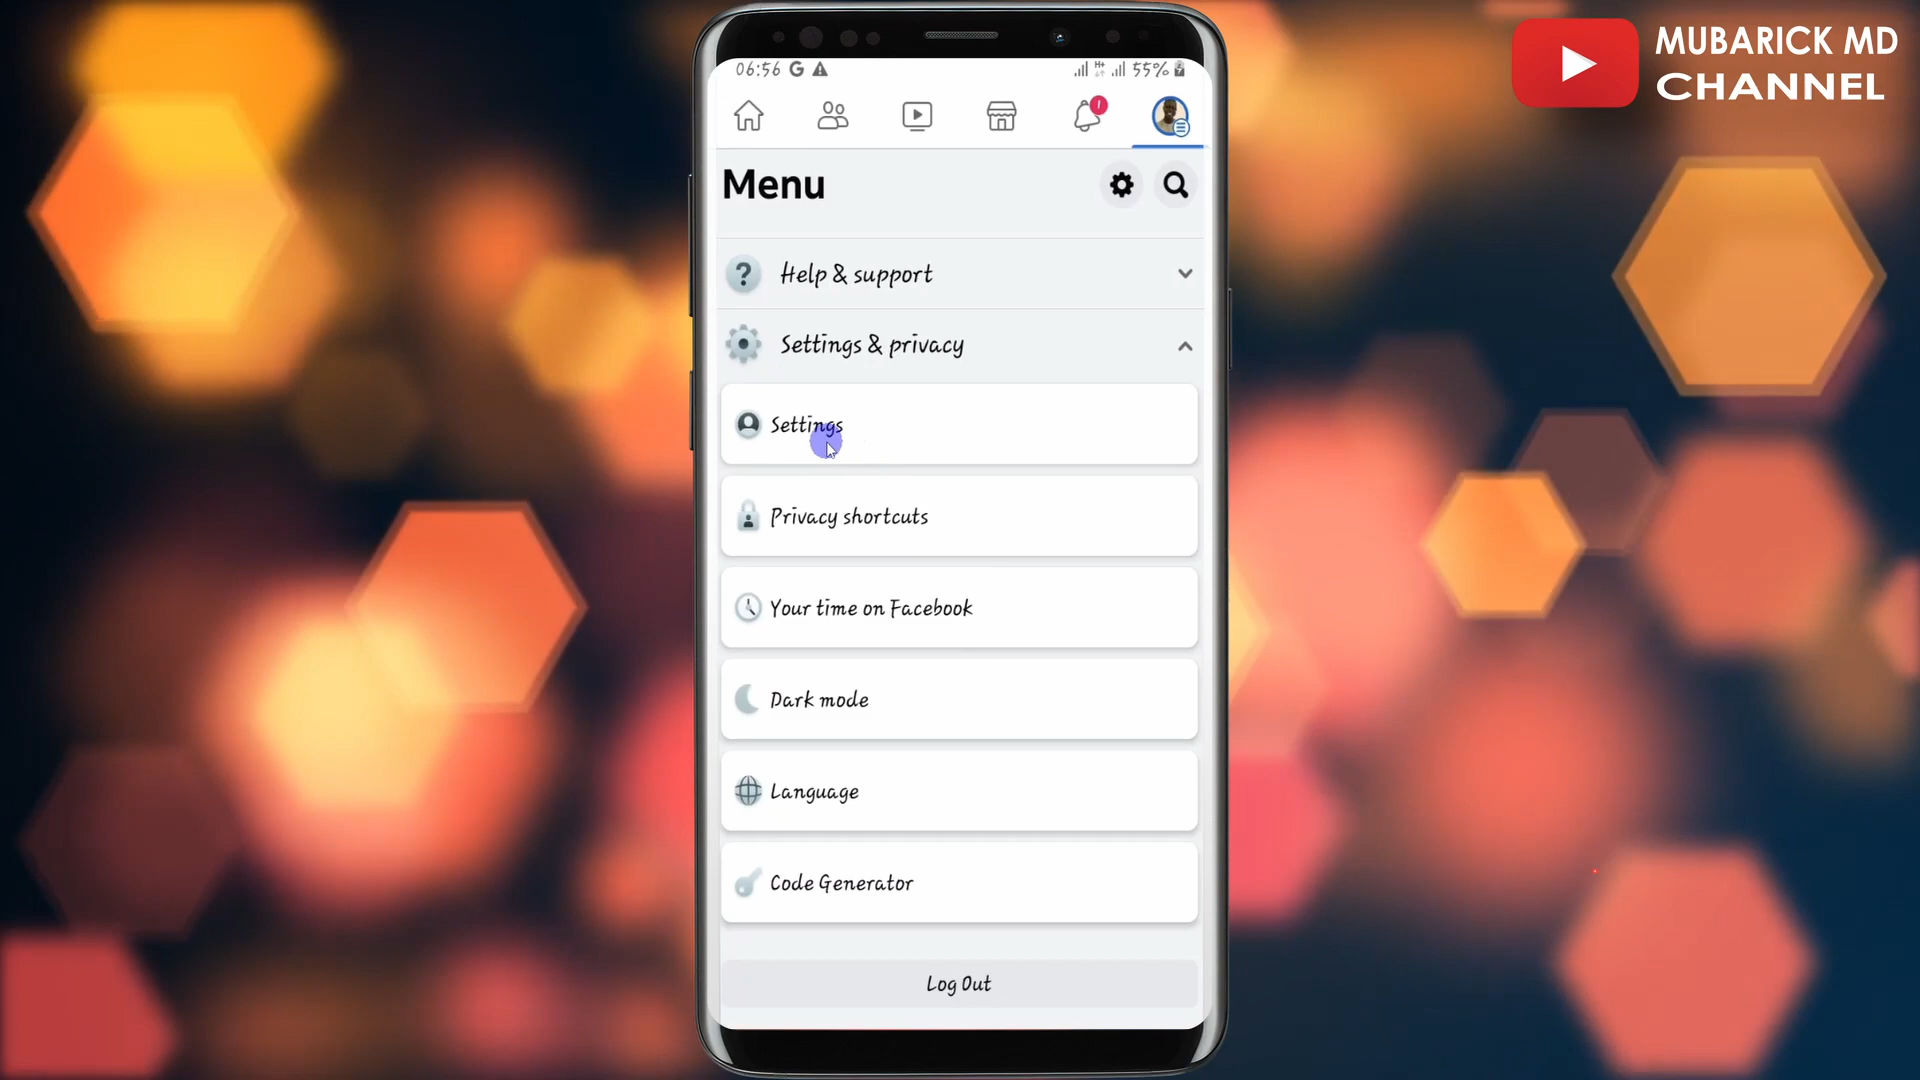 MUBARICK MD
CHANNEL
06:56 G 55%
Menu
Help & support
Settings & privacy
Settings
Privacy shortcuts
Your time on Facebook
Dark mode
Language
Code Generator
Log Out